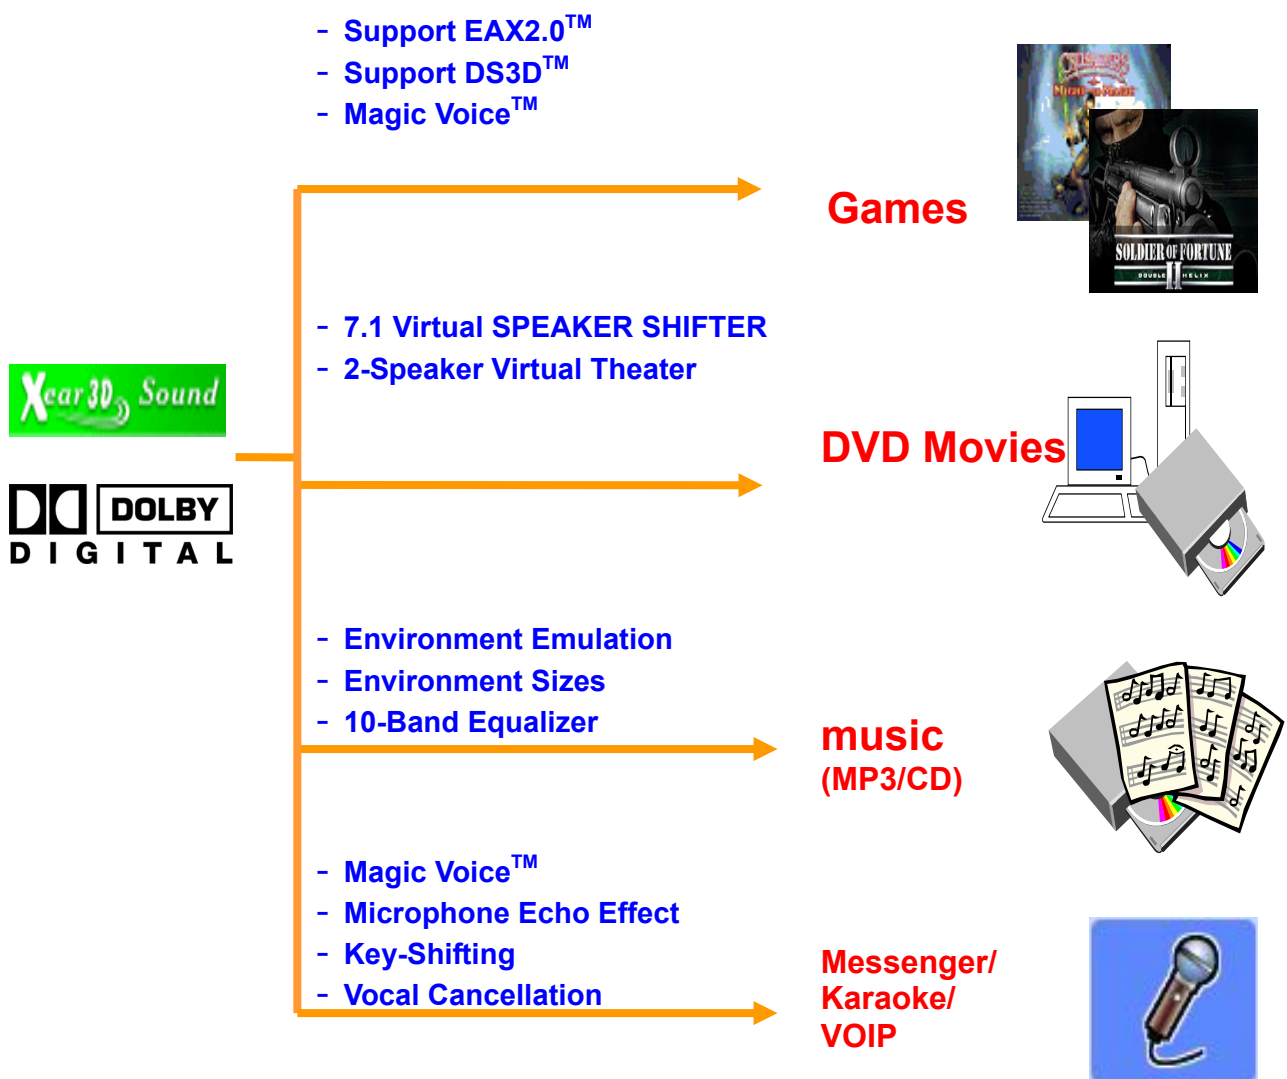 - Support EAX2.0TM
- Support DS3DTM
- Magic VoiceTM
Games
SOLDIER OF FORTUNE
II
DOUBLE HELIX
- 7.1 Virtual SPEAKER SHIFTER
- 2-Speaker Virtual Theater
Xear 3D Sound
DVD Movies
DOLBY
DIGITAL
- Environment Emulation
- Environment Sizes
- 10-Band Equalizer
music
(MP3/CD)
- Magic VoiceTM
- Microphone Echo Effect
- Key-Shifting
- Vocal Cancellation
Messenger/
Karaoke/
VOIP